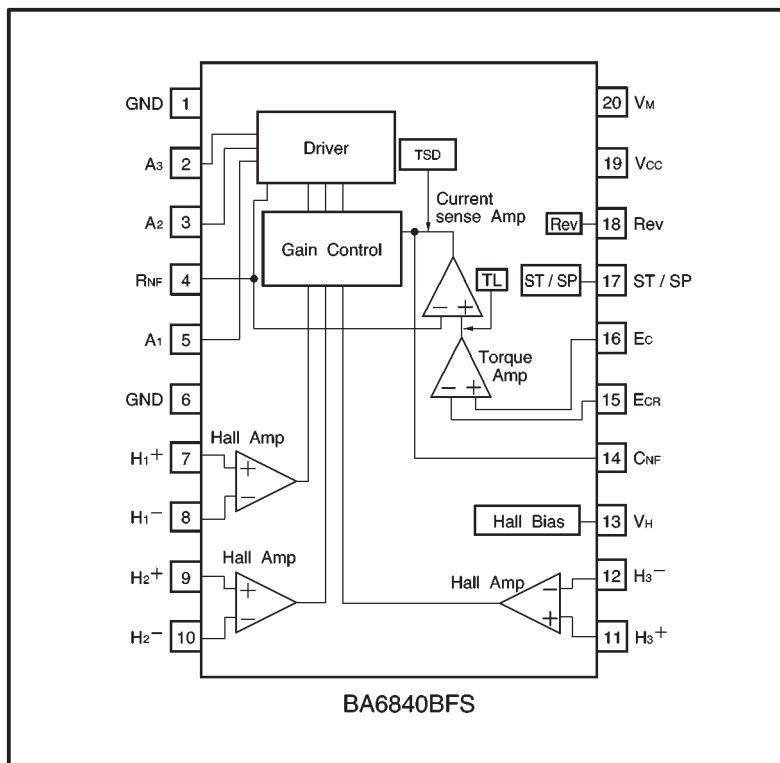 GND 1
A3 2
A2 3
RNF 4
A1 5
GND 6
H1+ 7
H1− 8
H2+ 9
H2− 10
Driver
TSD
Current
sense Amp
Gain Control
− +
TL
Torque
Amp
− +
Hall Amp
+
−
Hall Amp
+
−
Hall Amp
−
+
Rev
ST / SP
Hall Bias
20 VM
19 VCC
18 Rev
17 ST / SP
16 EC
15 ECR
14 CNF
13 VH
12 H3−
11 H3+
BA6840BFS